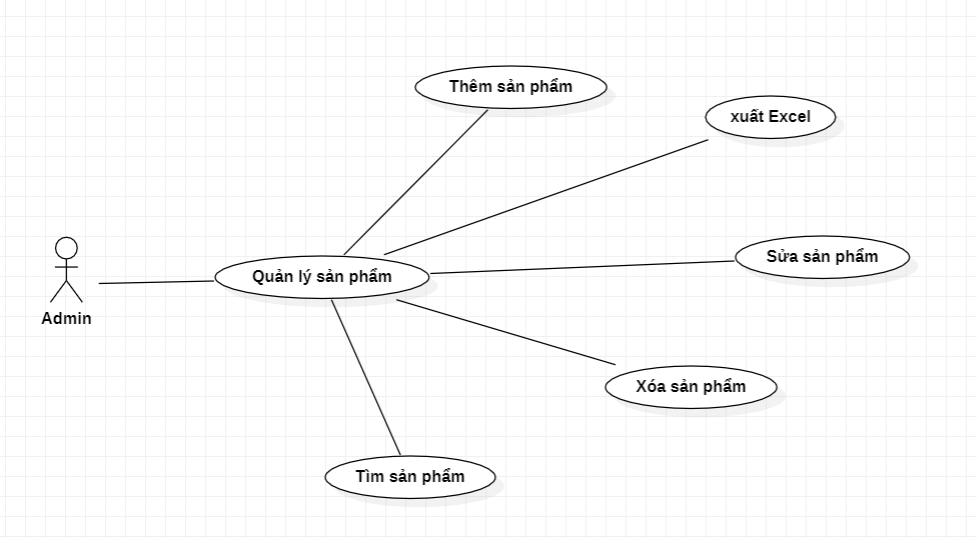 Thêm sản phẩm
xuất Excel
Sửa sản phẩm
Quản lý sản phẩm
Admin
Xóa sản phẩm
Tìm sản phẩm